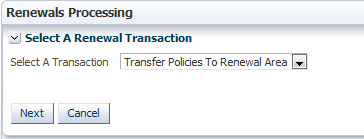 Renewals Processing
Select A Renewal Transaction
Select A Transaction Transfer Policies To Renewal Area
Next Cancel